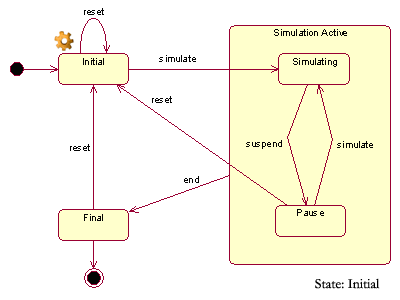 reset
Simulation Active
Initial
simulate
Simulating
reset
reset
suspend
simulate
end
Final
Pause
State: Initial